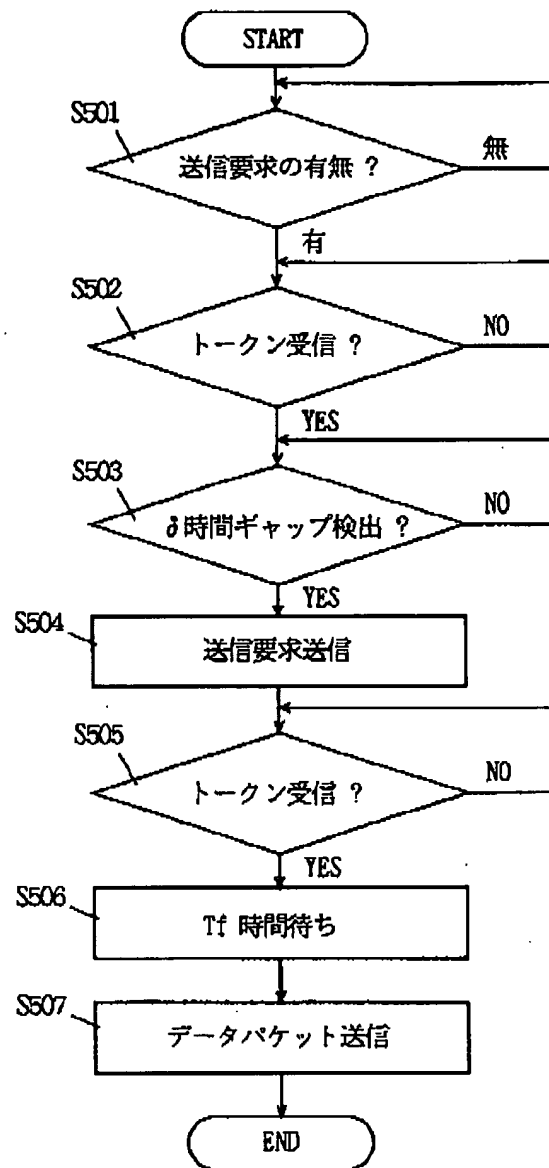 START
S501
送信要求の有無 ?
無
有
S502
トークン受信 ?
NO
YES
S503
δ時間ギャップ検出 ?
NO
YES
S504
送信要求送信
S505
トークン受信 ?
NO
YES
S506
Tf 時間待ち
S507
データパケット送信
END